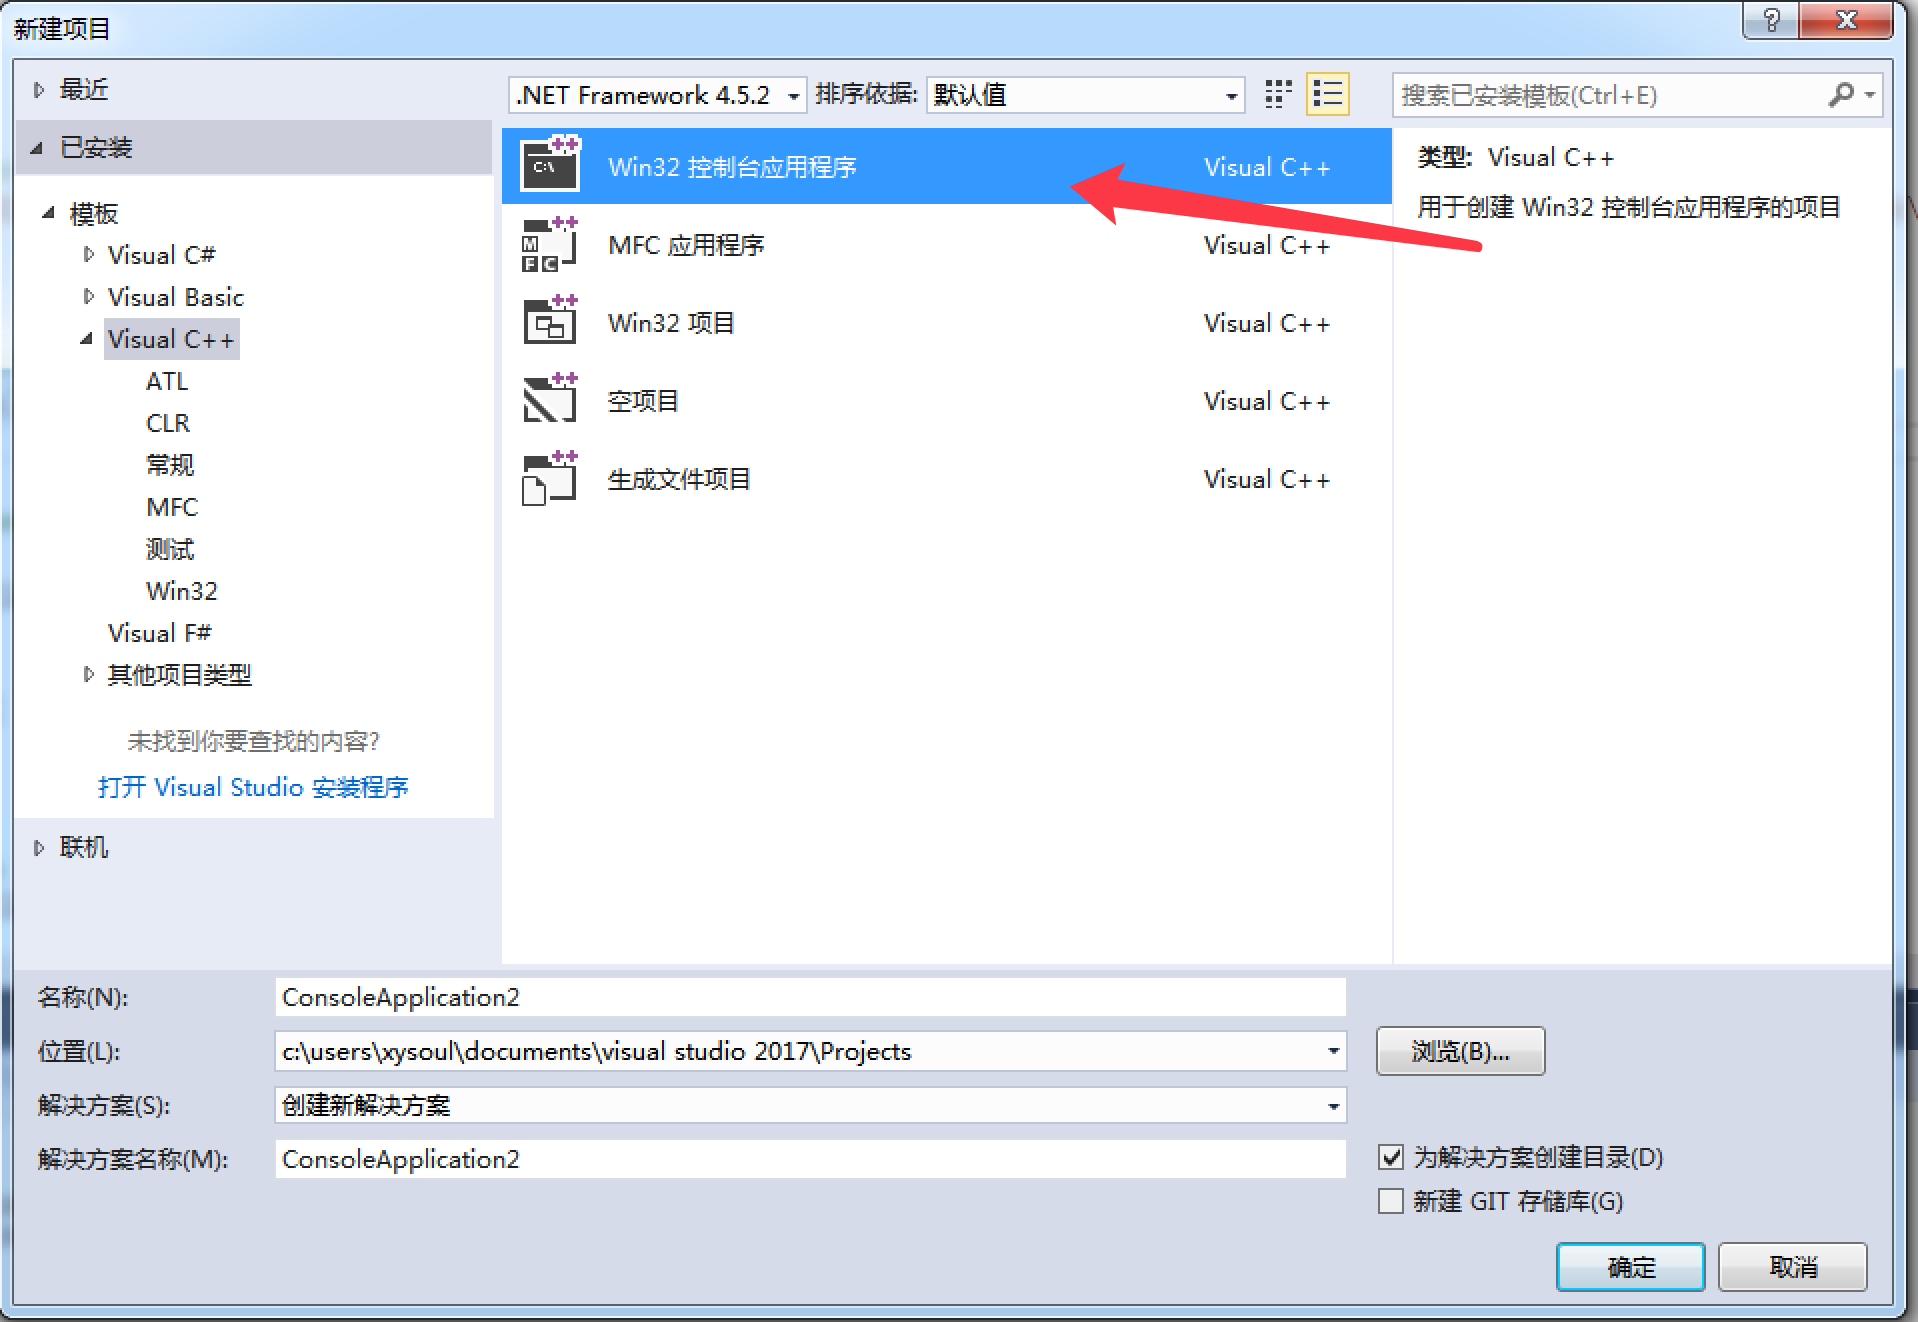 新建项目
最近
已安装
模板
Visual C#
Visual Basic
Visual C++
ATL
CLR
常规
MFC
测试
Win32
Visual F#
其他项目类型
未找到你要查找的内容?
打开 Visual Studio 安装程序
联机
.NET Framework 4.5.2 排序依据: 默认值
搜索已安装模板(Ctrl+E)
C:\ Win32 控制台应用程序 Visual C++
MFC MFC 应用程序 Visual C++
Win32 项目 Visual C++
空项目 Visual C++
生成文件项目 Visual C++
类型: Visual C++
用于创建 Win32 控制台应用程序的项目
名称(N): ConsoleApplication2
位置(L): c:\users\xysoul\documents\visual studio 2017\Projects 浏览(B)...
解决方案(S): 创建新解决方案
解决方案名称(M): ConsoleApplication2
为解决方案创建目录(D)
新建 GIT 存储库(G)
确定 取消